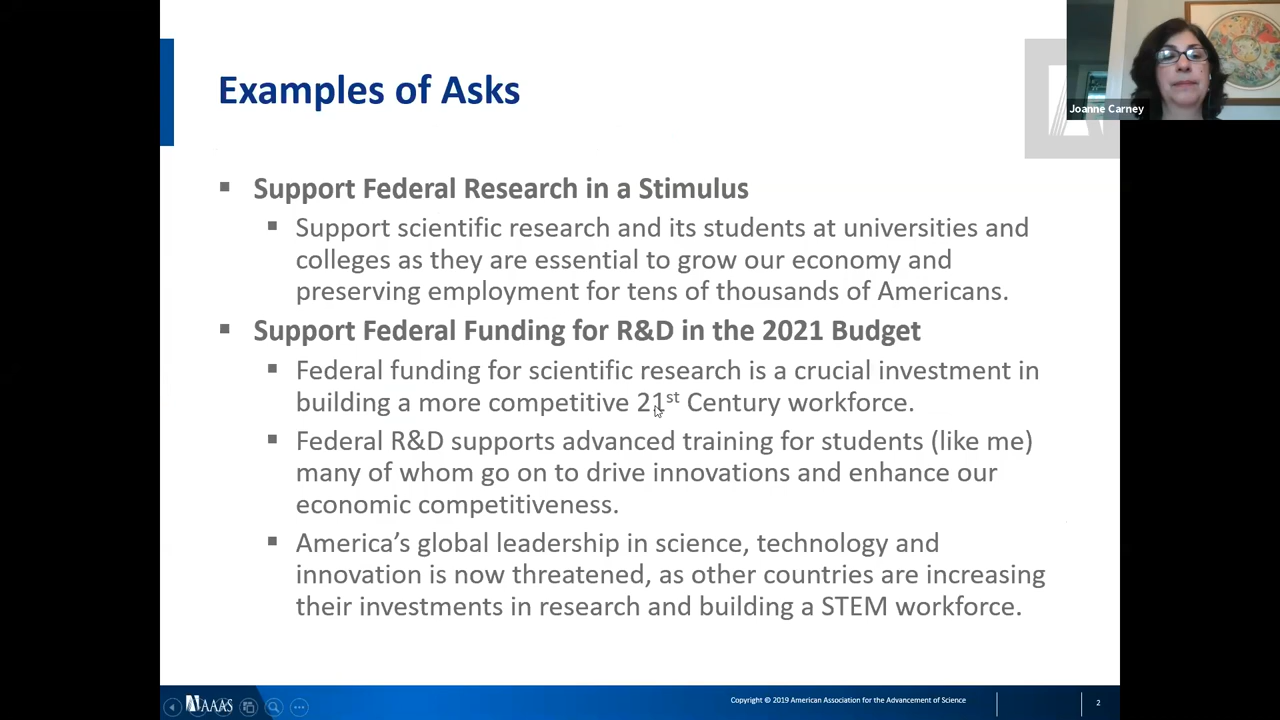 Examples of Asks
Joanne Carney
▪ Support Federal Research in a Stimulus
▪ Support scientific research and its students at universities and
colleges as they are essential to grow our economy and
preserving employment for tens of thousands of Americans.
▪ Support Federal Funding for R&D in the 2021 Budget
▪ Federal funding for scientific research is a crucial investment in
building a more competitive 21st Century workforce.
▪ Federal R&D supports advanced training for students (like me)
many of whom go on to drive innovations and enhance our
economic competitiveness.
▪ America’s global leadership in science, technology and
innovation is now threatened, as other countries are increasing
their investments in research and building a STEM workforce.
AAAS
Copyright © 2019 American Association for the Advancement of Science
2